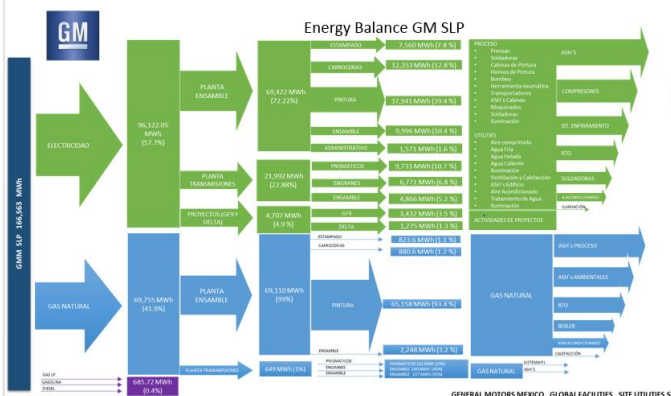 Energy Balance GM SLP
GM
GMM SLP 166,563 MWh
ELECTRICIDAD
96,122.05
MWh
(57.7%)
PLANTA
ENSAMBLE
69,422 MWh
(72.22%)
ESTAMPADO
7,560 MWh (7.8 %)
CARROCERIAS
12,353 MWh (12.8 %)
PINTURA
37,941 MWh (39.4 %)
ENSAMBLE
9,996 MWh (10.4 %)
ADMINISTRATIVO
1,571 MWh (1.6 %)
PLANTA
TRANSMISIONES
21,992 MWh
(22.88%)
PRISMATICOS
9,733 MWh (10.7 %)
ENGRANES
6,771 MWh (6.8 %)
ENSAMBLE
4,866 MWh (5.2 %)
PROYECTOS (GF9 Y
DELTA)
4,707 MWh
(4.9 %)
GF9
3,432 MWh (3.5 %)
DELTA
1,275 MWh (1.3 %)
PROCESO
• Prensas
• Soldadoras
• Cabinas de Pintura
• Hornos de Pintura
• Bombeo
• Herramienta neumática
• Transportadores
• ASH's Cabinas
• Maquinados
• Soldadoras
• Iluminación
UTILITIES
• Aire comprimido
• Agua Fría
• Agua Helada
• Agua Caliente
• Iluminación
• Ventilación y Calefacción
• ASH's Edificio
• Aire Acondicionado
• Tratamiento de Agua
• Iluminación
ACTIVIDADES DE PROYECTOS
ASH´s
COMPRESORES
SIT. ENFRIAMIENTO
RTO
SOLDADORAS
A.ACONDICIONADO
ILUMINACIÓN
GAS NATURAL
69,755 MWh
(41.9%)
PLANTA
ENSAMBLE
69,110 MWh
(99%)
ESTAMPADO
823.6 MWh (1.1 %)
CARROCERIAS
880.6 MWh (1.2 %)
PINTURA
65,158 MWh (93.4 %)
ENSAMBLE
2,248 MWh (3.2 %)
GAS NATURAL
ASH´s PROCESO
ASH´s AMBIENTALES
RTO
BOILER
AIRE ACONDICIONADO
CALEFACCIÓN
PLANTA TRANSMISIONES
649 MWh (1%)
PRISMÁTICOS
ENGRANES
ENSAMBLE
GAS NATURAL
ASH´S
GAS LP
GASOLINA
DIESEL
685.72 MWh
(0.4%)
GENERAL MOTORS MEXICO GLOBAL FACILITIES SITE UTILITIES S